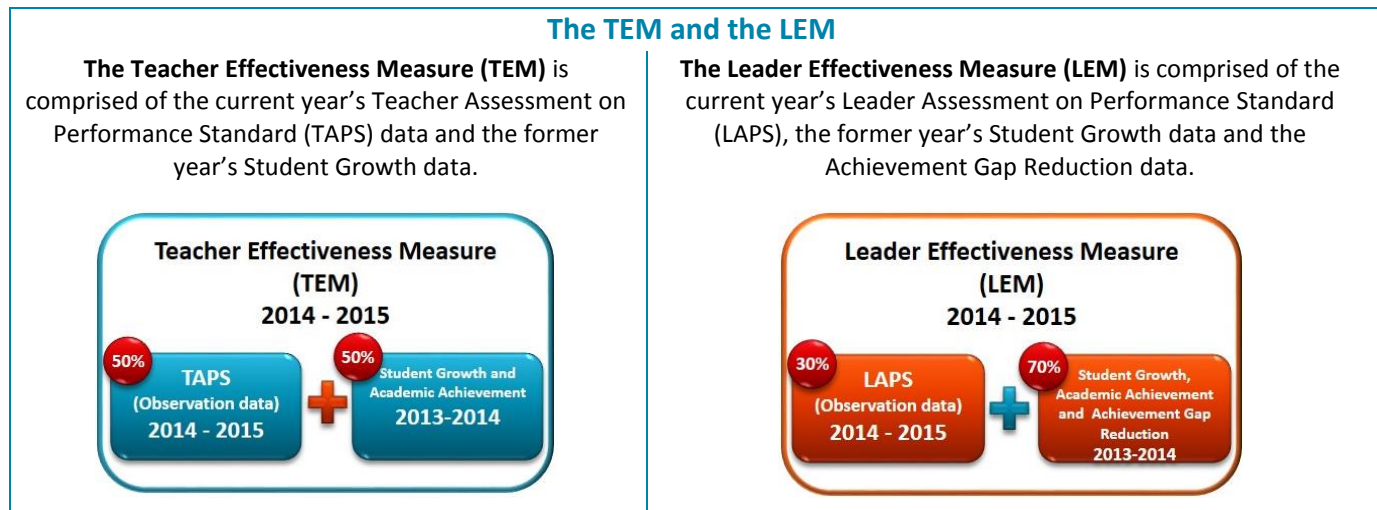 The TEM and the LEM
The Teacher Effectiveness Measure (TEM) is
comprised of the current year's Teacher Assessment on
Performance Standard (TAPS) data and the former
year's Student Growth data.
Teacher Effectiveness Measure
(TEM)
2014 - 2015
50%
TAPS
(Observation data)
2014 - 2015
50%
Student Growth and
Academic Achievement
2013-2014
The Leader Effectiveness Measure (LEM) is comprised of the
current year's Leader Assessment on Performance Standard
(LAPS), the former year's Student Growth data and the
Achievement Gap Reduction data.
Leader Effectiveness Measure
(LEM)
2014 - 2015
30%
LAPS
(Observation data)
2014 - 2015
70%
Student Growth,
Academic Achievement
and Achievement Gap
Reduction
2013-2014